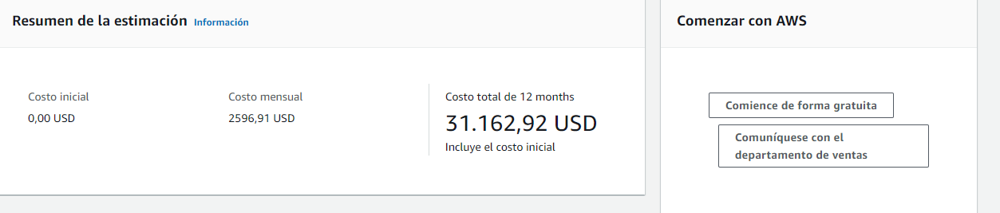 Resumen de la estimación Información
Costo inicial
0,00 USD
Costo mensual
2596,91 USD
Costo total de 12 months
31.162,92 USD
Incluye el costo inicial
Comenzar con AWS
Comience de forma gratuita
Comuníquese con el
departamento de ventas